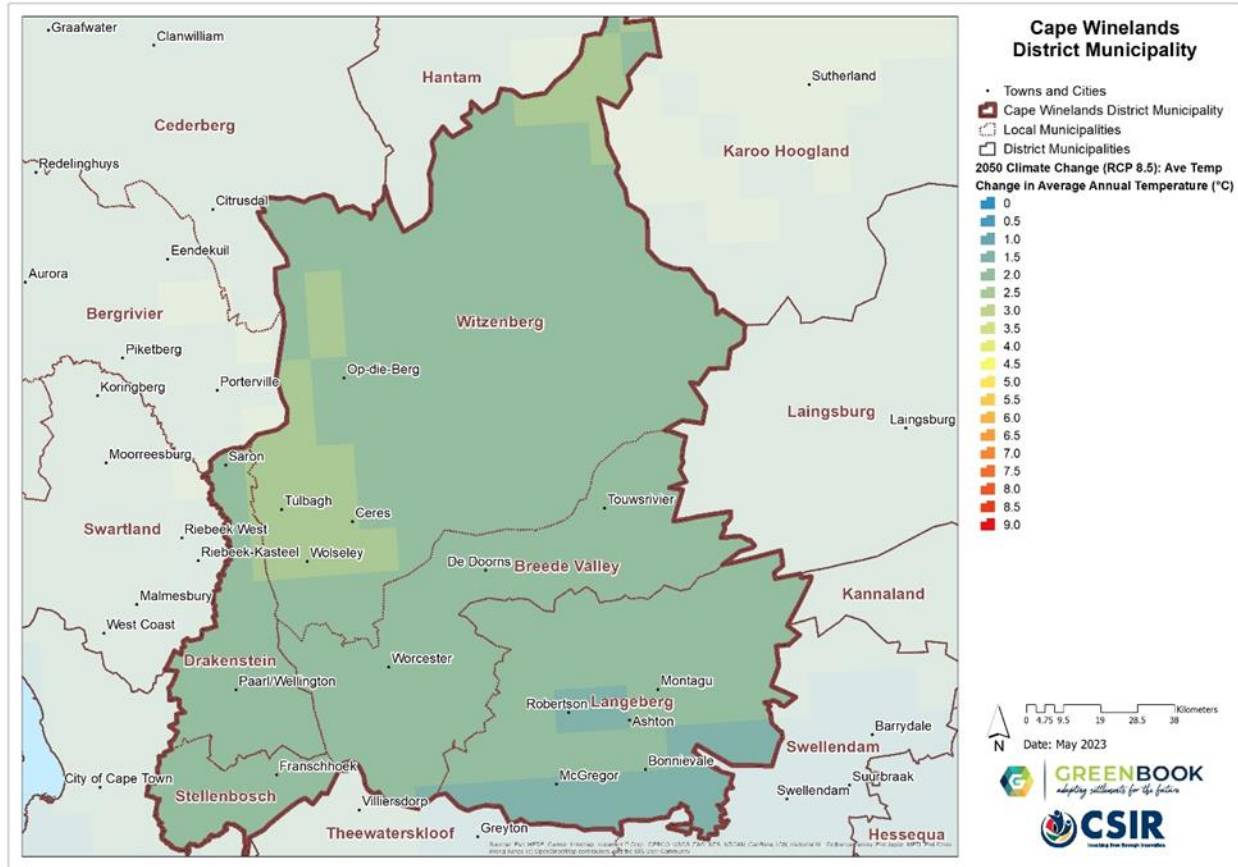 Graafwater
Clanwilliam
Hantam
Sutherland
Cederberg
Karoo Hoogland
Redelinghuys
Citrusdal
Eendekuil
Aurora
Bergrivier
Witzenberg
Piketberg
Op-die-Berg
Koringberg
Porterville
Laingsburg
Laingsburg
Moorreesburg
Saron
Tulbagh
Ceres
Touwsrivier
Swartland
Riebeek West
Riebeek-Kasteel
Wolseley
De Doorns
Breede Valley
Malmesbury
Kannaland
West Coast
Drakenstein
Worcester
Paarl/Wellington
Montagu
Robertson
Langeberg
Ashton
Barrydale
Swellendam
Bonnievale
City of Cape Town
Franschhoek
McGregor
Suurbraak
Stellenbosch
Swellendam
Villiersdorp
Theewaterskloof
Greyton
Hessequa
Cape Winelands
District Municipality
Towns and Cities
Cape Winelands District Municipality
Local Municipalities
District Municipalities
2050 Climate Change (RCP 8.5): Ave Temp
Change in Average Annual Temperature (°C)
0
0.5
1.0
1.5
2.0
2.5
3.0
3.5
4.0
4.5
5.0
5.5
6.0
6.5
7.0
7.5
8.0
8.5
9.0
Kilometers
0 4.75 9.5 19 28.5 38
N
Date: May 2023
G
GREENBOOK
adapting settlements for the future
CSIR
Touching lives through innovation